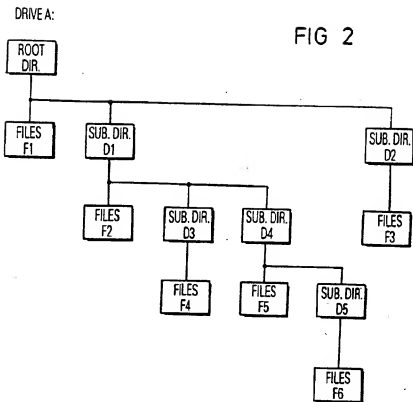 DRIVE A:
FIG 2
ROOT
DIR.
FILES
F1
SUB. DIR.
D1
SUB. DIR.
D2
FILES
F2
SUB. DIR.
D3
SUB. DIR.
D4
FILES
F3
FILES
F4
FILES
F5
SUB. DIR.
D5
FILES
F6